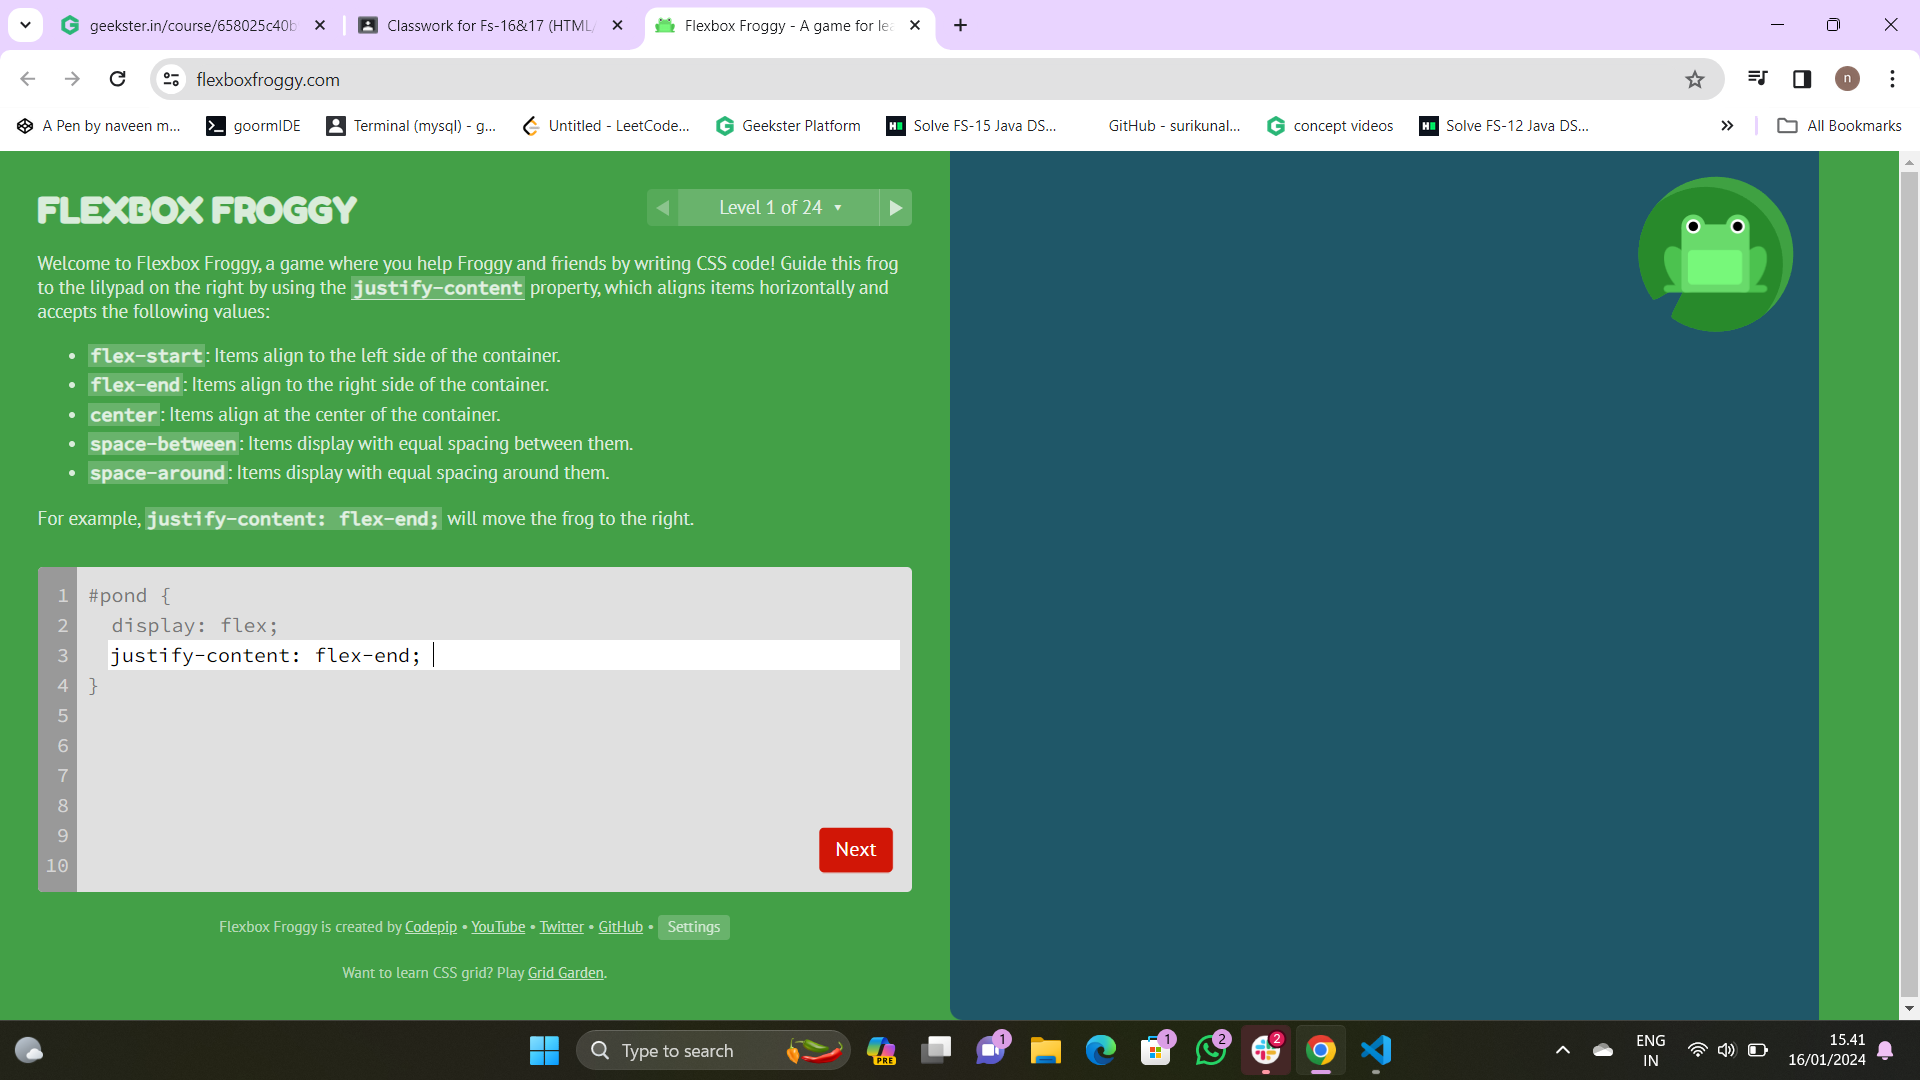 geekster.in/course/658025c40b
Classwork for Fs-16&17 (HTML/
Flexbox Froggy - A game for lea
flexboxfroggy.com
n
A Pen by naveen m...
goormIDE
Terminal (mysql) - g...
Untitled - LeetCode...
Geekster Platform
Solve FS-15 Java DS...
GitHub - surikunal...
concept videos
Solve FS-12 Java DS...
All Bookmarks
FLEXBOX FROGGY
Level 1 of 24
Welcome to Flexbox Froggy, a game where you help Froggy and friends by writing CSS code! Guide this frog
to the lilypad on the right by using the justify-content property, which aligns items horizontally and
accepts the following values:
• flex-start: Items align to the left side of the container.
• flex-end: Items align to the right side of the container.
• center: Items align at the center of the container.
• space-between: Items display with equal spacing between them.
• space-around: Items display with equal spacing around them.
For example, justify-content: flex-end; will move the frog to the right.
1 #pond {
2 display: flex;
3 justify-content: flex-end;
4 }
5
6
7
8
9
10
Next
Flexbox Froggy is created by Codepip • YouTube • Twitter • GitHub • Settings
Want to learn CSS grid? Play Grid Garden.
Type to search
PRE
1
1
2
2
ENG
IN
15.41
16/01/2024